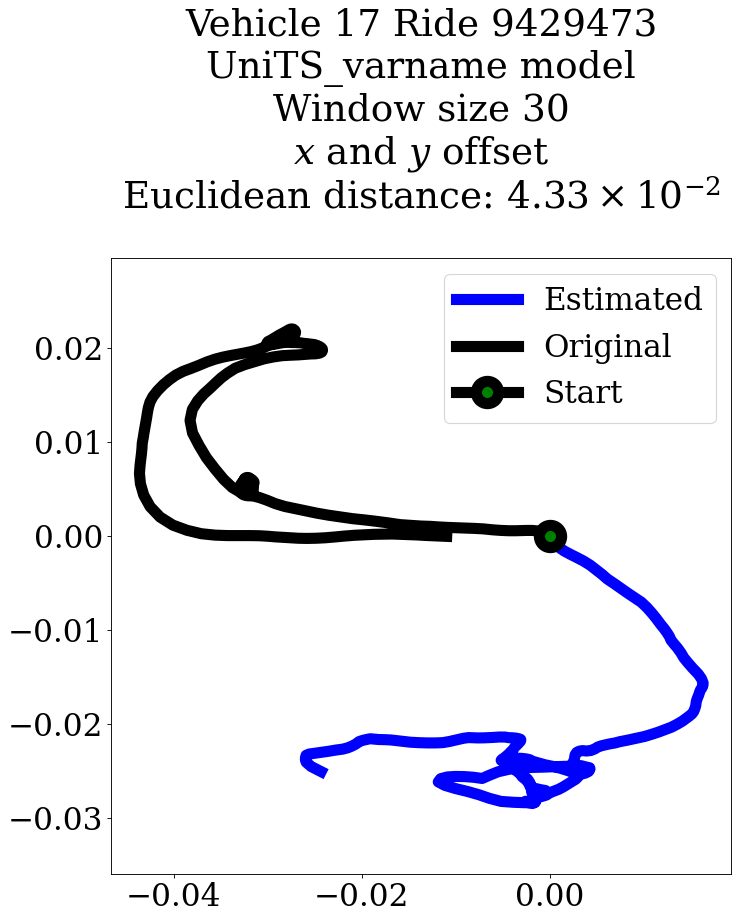 Vehicle 17 Ride 9429473
UniTS_varname model
Window size 30
x and y offset
Euclidean distance: 4.33 × 10⁻²
Estimated
Original
Start
0.02
0.01
0.00
−0.01
−0.02
−0.03
−0.04
−0.02
0.00